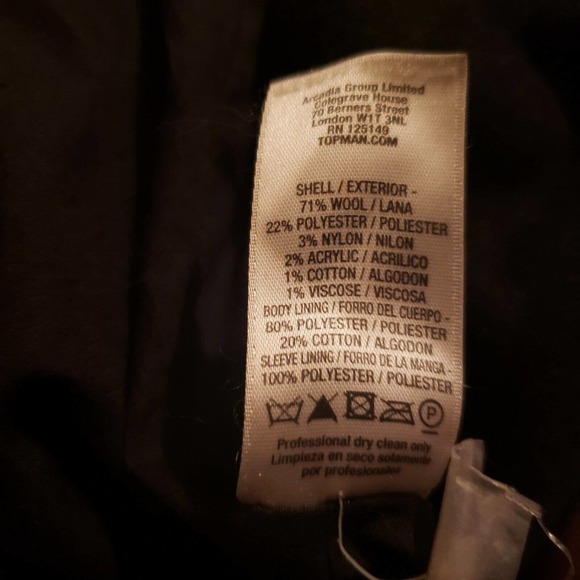 Arcadia Group Limited
Colegrave House
70 Berners Street
London W1T 3NL
RN 125149
TOPMAN.COM
SHELL / EXTERIOR -
71% WOOL / LANA
22% POLYESTER / POLIESTER
3% NYLON / NILON
2% ACRYLIC / ACRILICO
1% COTTON / ALGODON
1% VISCOSE / VISCOSA
BODY LINING / FORRO DEL CUERPO -
80% POLYESTER / POLIESTER
20% COTTON / ALGODON
SLEEVE LINING / FORRO DE LA MANGA -
100% POLYESTER / POLIESTER
P
Professional dry clean only
Limpieza en seco solamente
por profesionales